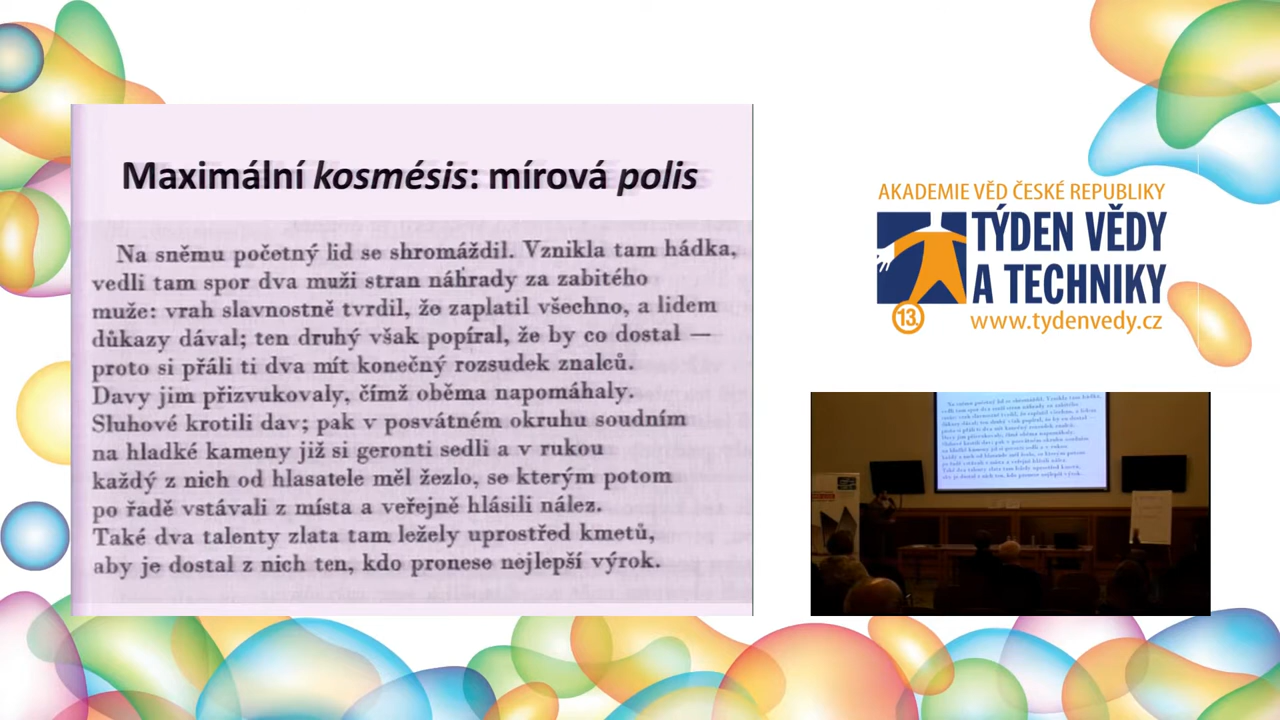 Maximální kosmésis: mírová polis
Na sněmu početný lid se shromáždil. Vznikla tam hádka,
vedli tam spor dva muži stran náhrady za zabitého
muže: vrah slavnostně tvrdil, že zaplatil všechno, a lidem
důkazy dával; ten druhý však popíral, že by co dostal —
proto si přáli ti dva mít konečný rozsudek znalců.
Davy jim přizvukovaly, čímž oběma napomáhaly.
Sluhové krotili dav; pak v posvátném okruhu soudním
na hladké kameny již si geronti sedli a v rukou
každý z nich od hlasatele měl žezlo, se kterým potom
po řadě vstávali z místa a veřejně hlásili nález.
Také dva talenty zlata tam ležely uprostřed kmetů,
aby je dostal z nich ten, kdo pronese nejlepší výrok.
AKADEMIE VĚD ČESKÉ REPUBLIKY
TÝDEN VĚDY
A TECHNIKY
13.
www.tydenvedy.cz